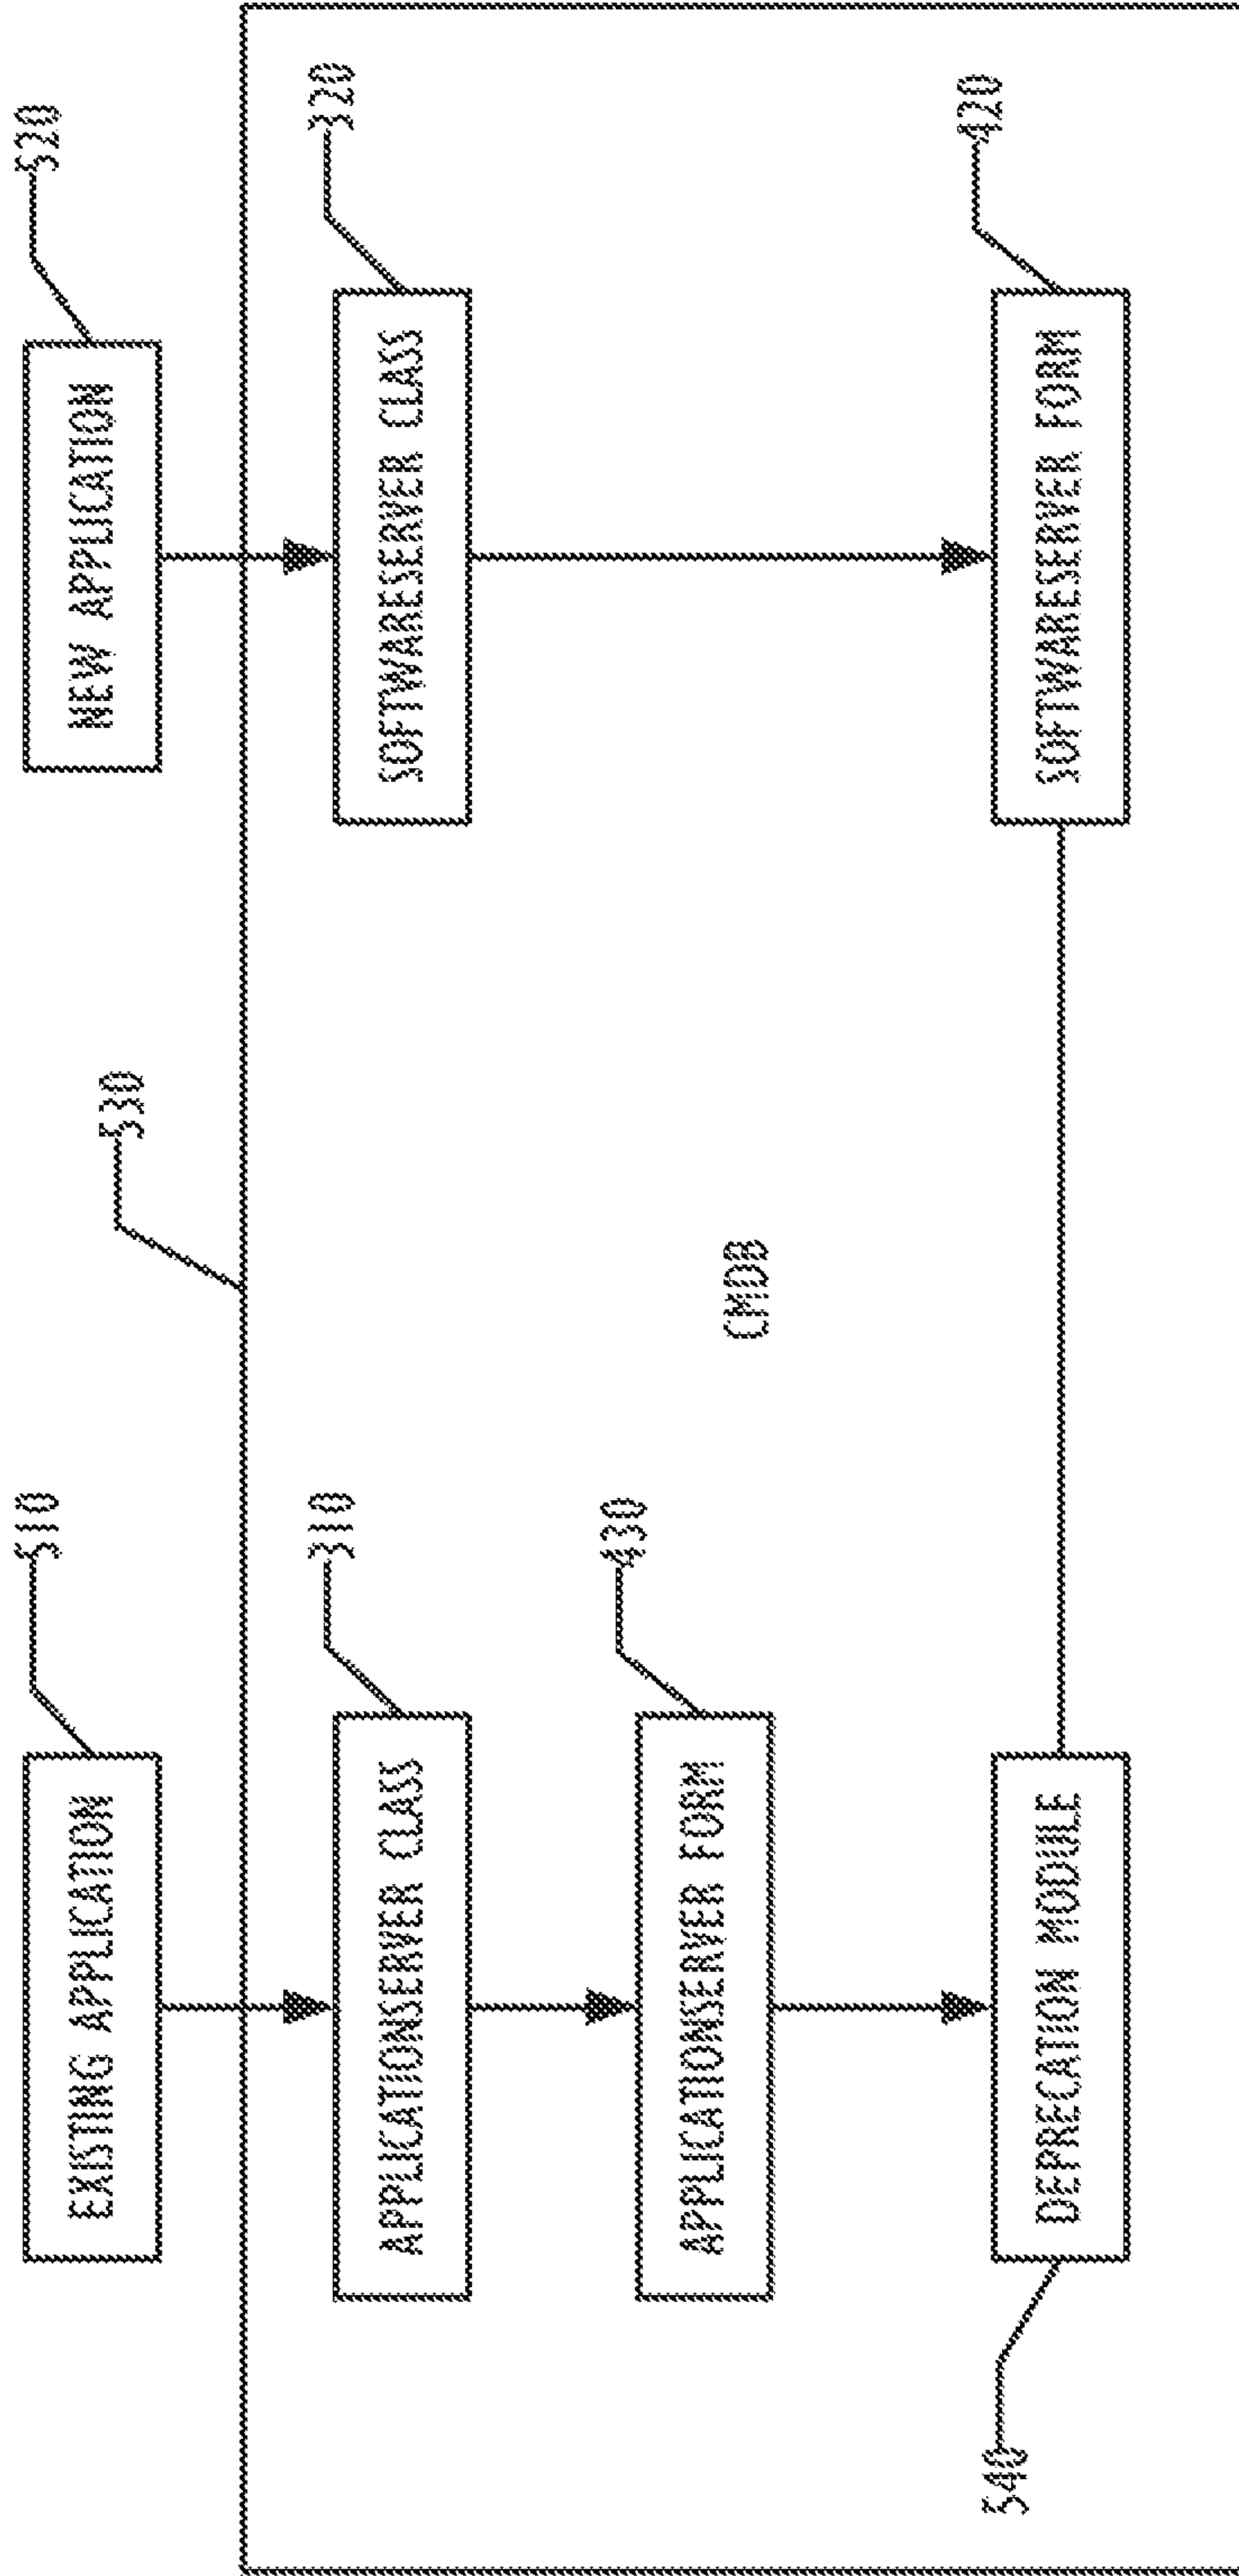 510
530
520
EXISTING APPLICATION
NEW APPLICATION
310
320
APPLICATIONSERVER CLASS
SOFTWARESERVER CLASS
430
APPLICATIONSERVER FORM
CMDB
540
420
DEPRECATION MODULE
SOFTWARESERVER FORM